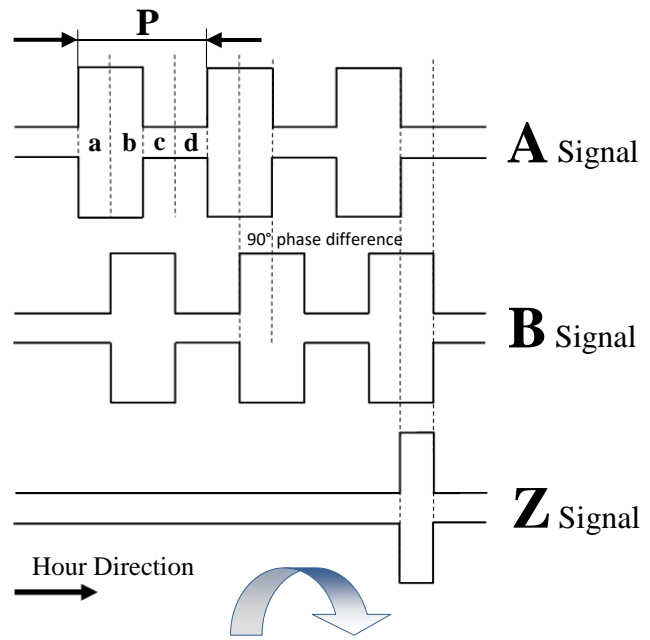 P
a b c d
A Signal
90° phase difference
B Signal
Z Signal
Hour Direction